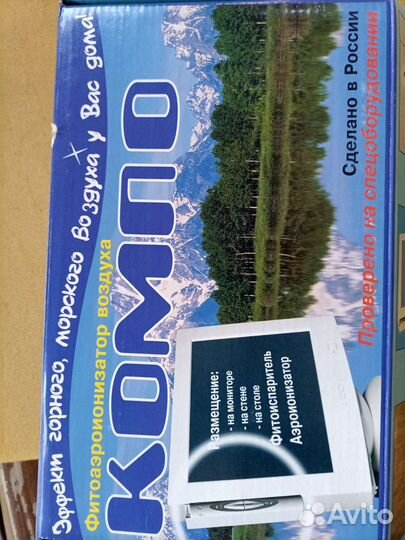 Эффект горного, морского воздуха у Вас дома!
Фитоаэроионизатор воздуха
КОМПО
Размещение:
- на мониторе
- на стене
- на столе
Фитоиспаритель
Аэроионизатор
Сделано в России
Проверено на спецоборудовании
Avito